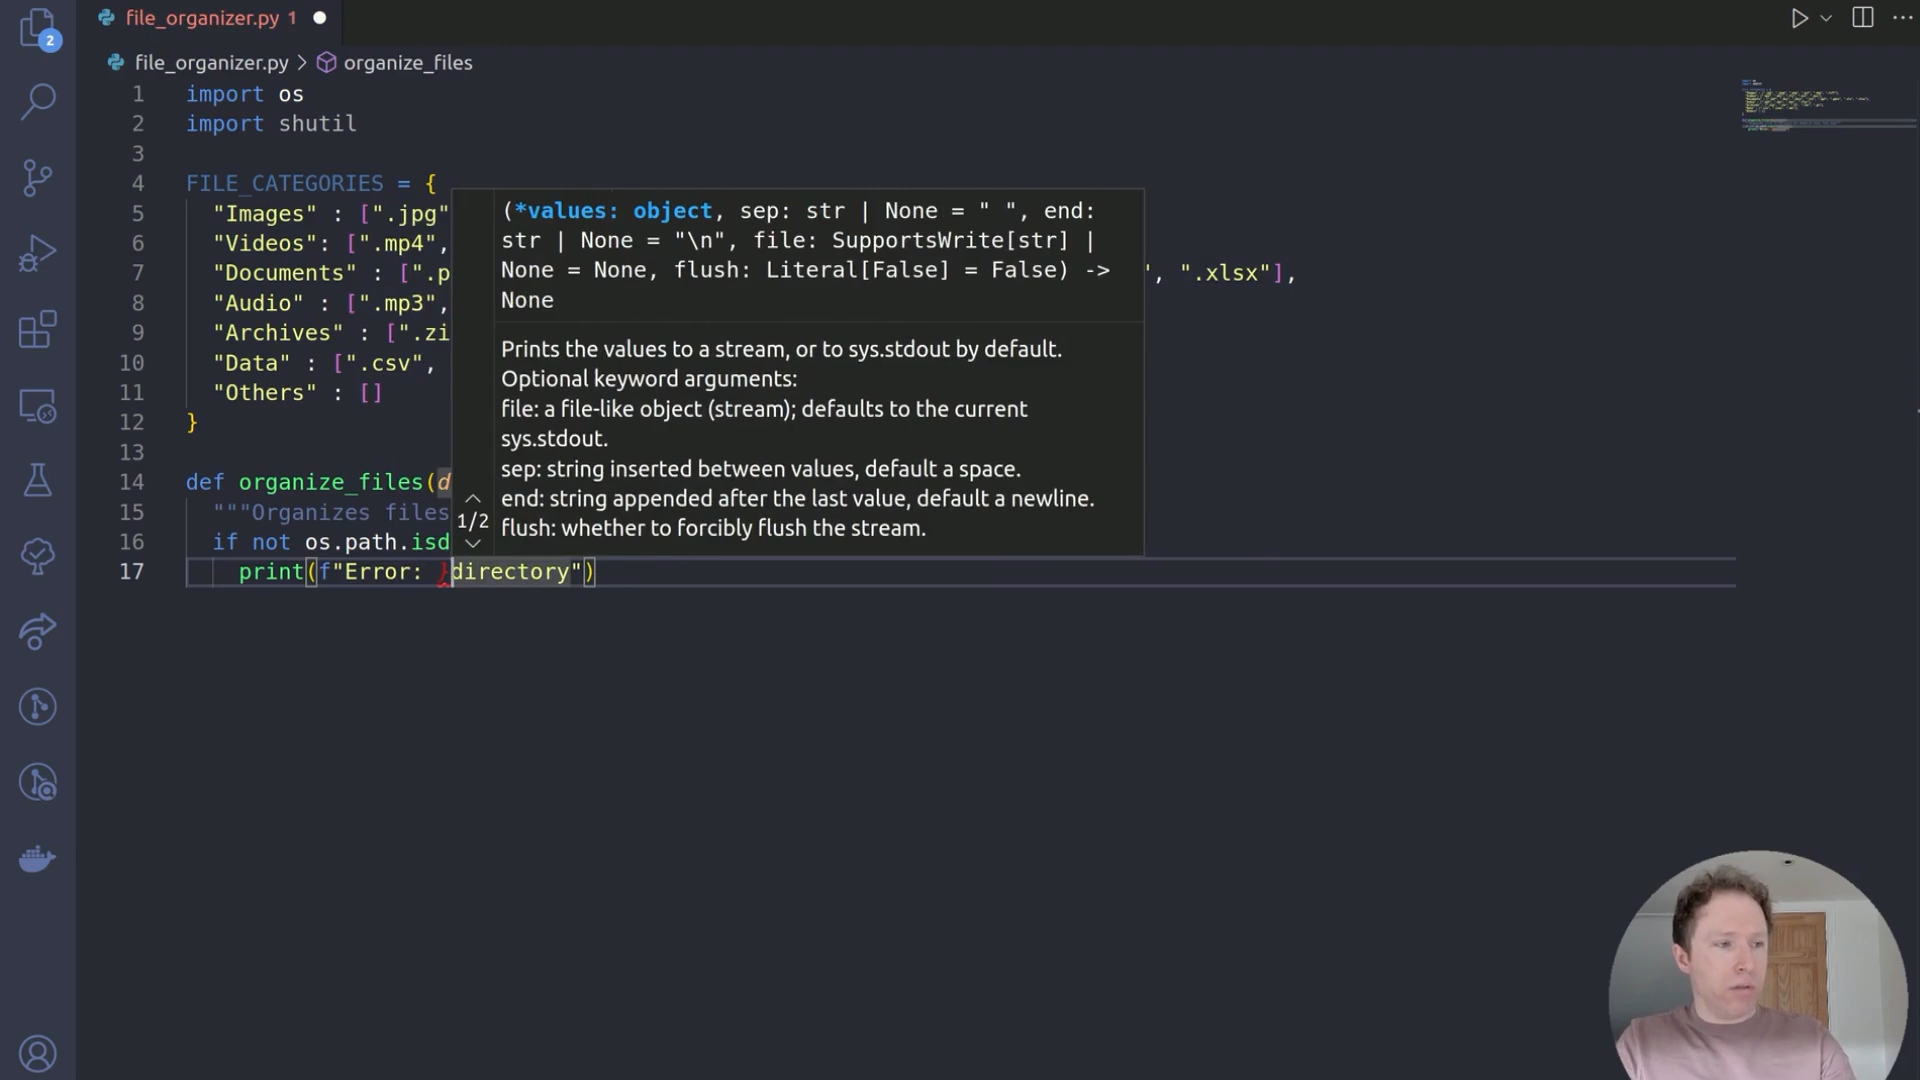 file_organizer.py 1
2
file_organizer.py > organize_files
1 import os
2 import shutil
3
4 FILE_CATEGORIES = {
5 "Images" : [".jpg"
6 "Videos": [".mp4",
7 "Documents" : [".p ", ".xlsx"],
8 "Audio" : [".mp3",
9 "Archives" : [".zi
10 "Data" : [".csv",
11 "Others" : []
12 }
13
14 def organize_files(d
15 """Organizes files
16 if not os.path.isd
17 print(f"Error: }directory")
(*values: object, sep: str | None = " ", end:
str | None = "\n", file: SupportsWrite[str] |
None = None, flush: Literal[False] = False) ->
None
Prints the values to a stream, or to sys.stdout by default.
Optional keyword arguments:
file: a file-like object (stream); defaults to the current
sys.stdout.
sep: string inserted between values, default a space.
end: string appended after the last value, default a newline.
flush: whether to forcibly flush the stream.
1/2